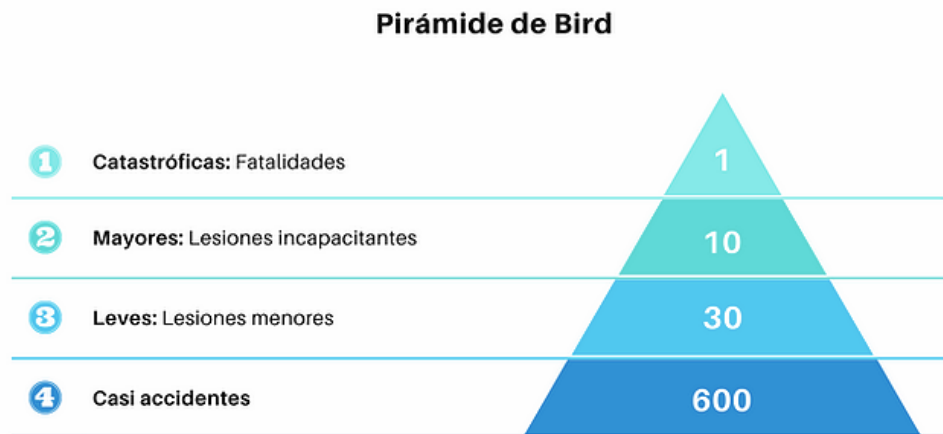 Pirámide de Bird
1 Catastróficas: Fatalidades 1
2 Mayores: Lesiones incapacitantes 10
3 Leves: Lesiones menores 30
4 Casi accidentes 600